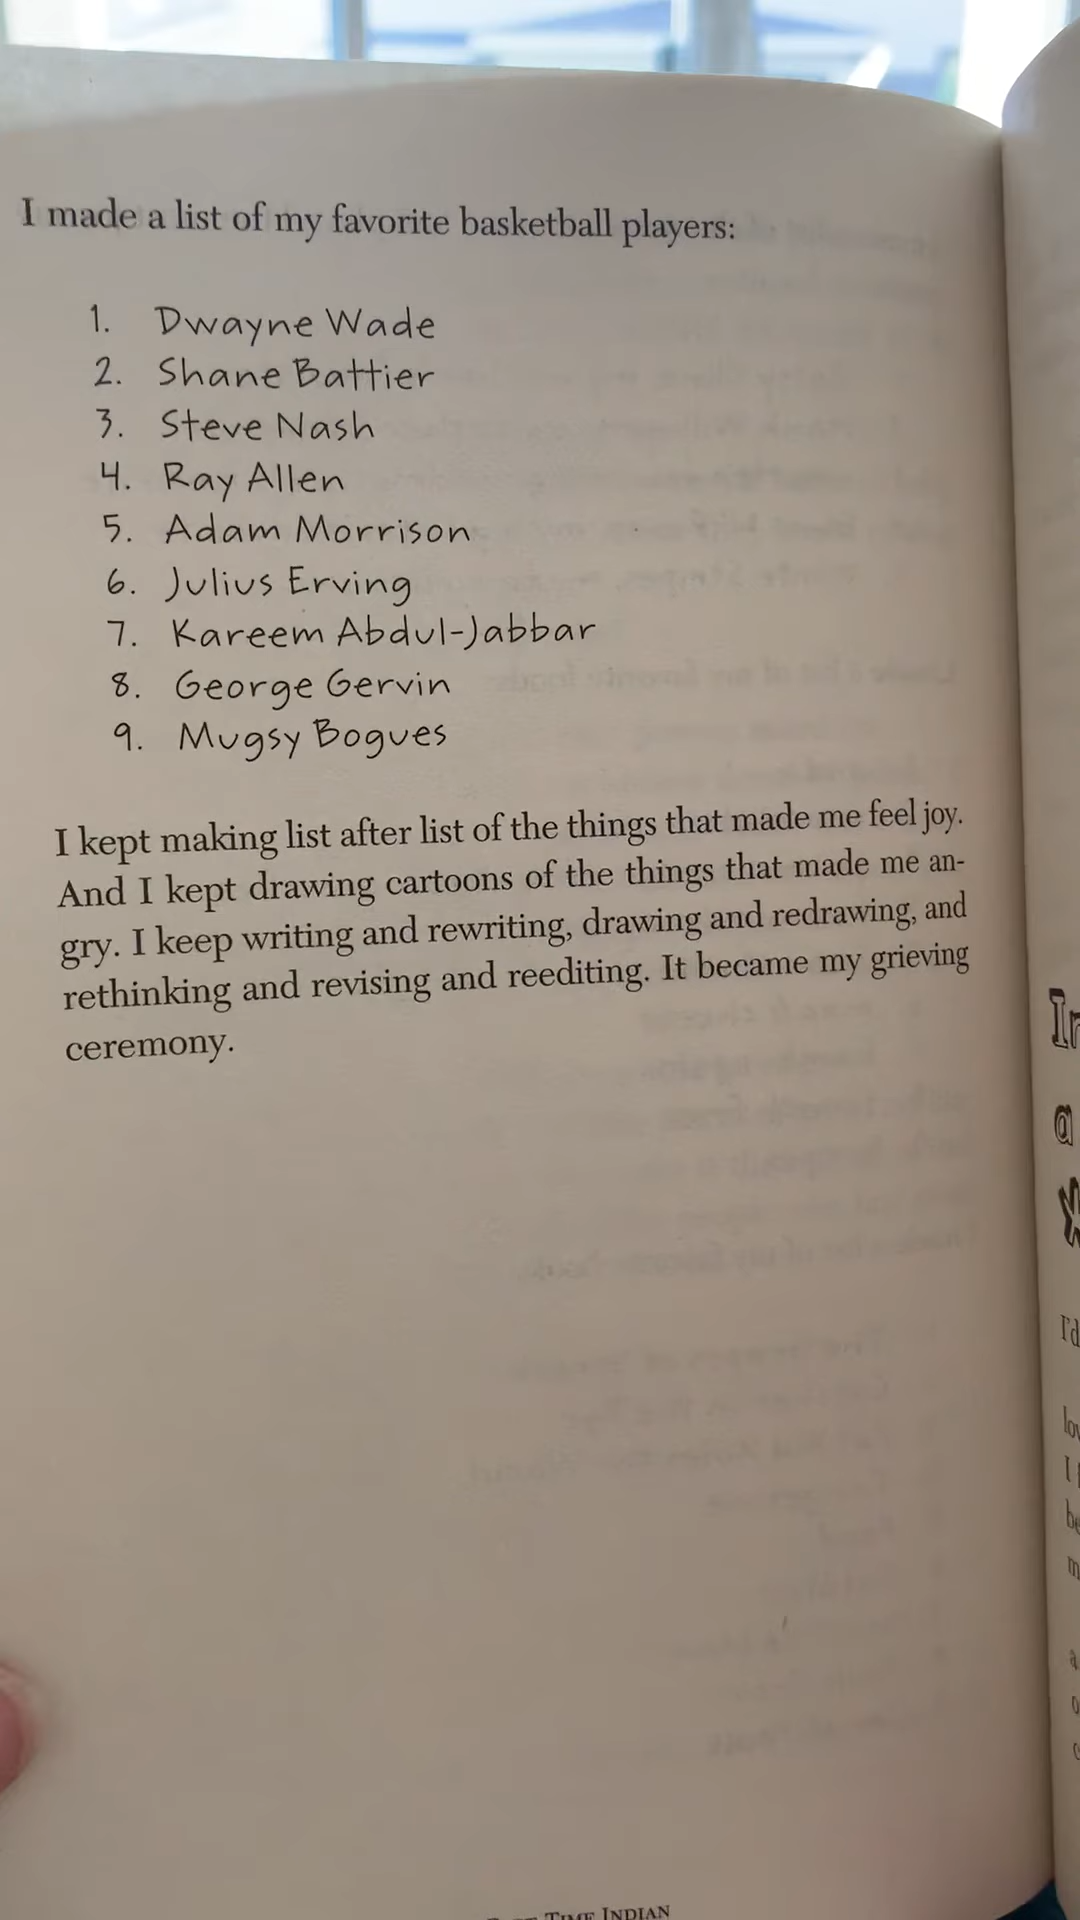 I made a list of my favorite basketball players:
1. Dwayne Wade
2. Shane Battier
3. Steve Nash
4. Ray Allen
5. Adam Morrison
6. Julius Erving
7. Kareem Abdul-Jabbar
8. George Gervin
9. Mugsy Bogues
I kept making list after list of the things that made me feel joy.
And I kept drawing cartoons of the things that made me an-
gry. I keep writing and rewriting, drawing and redrawing, and
rethinking and revising and reediting. It became my grieving
ceremony.
TIME INDIAN
a
I'd
I
a